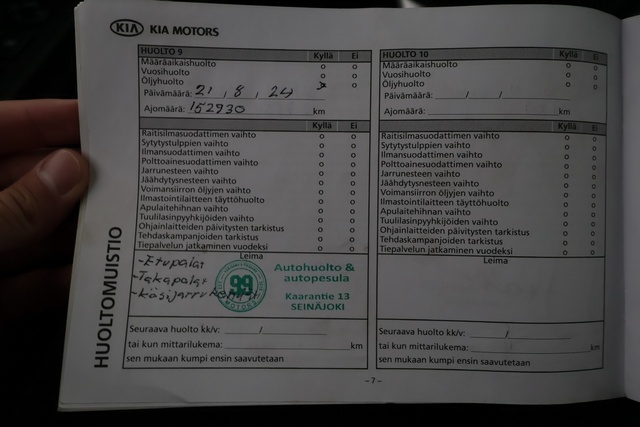 KIA KIA MOTORS
HUOLTO 9 Kyllä Ei
Määräaikaishuolto o o
Vuosihuolto o o
Öljyhuolto o
Päivämäärä: 21 , 8 , 24
Ajomäärä: 152930 km
Kyllä Ei
Raitisilmasuodattimen vaihto o o
Sytytystulppien vaihto o o
Ilmansuodattimen vaihto o o
Polttoainesuodattimen vaihto o o
Jarrunesteen vaihto o o
Jäähdytysnesteen vaihto o o
Voimansiirron öljyjen vaihto o o
Ilmastointilaitteen täyttöhuolto o o
Apulaitehihnan vaihto o o
Tuulilasinpyyhkijöiden vaihto o o
Ohjainlaitteiden päivitysten tarkistus o o
Tehdaskampanjoiden tarkistus o o
Tiepalvelun jatkaminen vuodeksi o o
Leima
-Etupalat
-Takapalat
-Käsijarru
99
MOTORS
Autohuolto &
autopesula
Kaarantie 13
SEINÄJOKI
Seuraava huolto kk/v: /
tai kun mittarilukema: km
sen mukaan kumpi ensin saavutetaan
HUOLTO 10 Kyllä Ei
Määräaikaishuolto o o
Vuosihuolto o o
Öljyhuolto o o
Päivämäärä: / /
Ajomäärä: km
Kyllä Ei
Raitisilmasuodattimen vaihto o o
Sytytystulppien vaihto o o
Ilmansuodattimen vaihto o o
Polttoainesuodattimen vaihto o o
Jarrunesteen vaihto o o
Jäähdytysnesteen vaihto o o
Voimansiirron öljyjen vaihto o o
Ilmastointilaitteen täyttöhuolto o o
Apulaitehihnan vaihto o o
Tuulilasinpyyhkijöiden vaihto o o
Ohjainlaitteiden päivitysten tarkistus o o
Tehdaskampanjoiden tarkistus o o
Tiepalvelun jatkaminen vuodeksi o o
Leima
Seuraava huolto kk/v: /
tai kun mittarilukema: km
sen mukaan kumpi ensin saavutetaan
HUOLTOMUISTIO
-7-